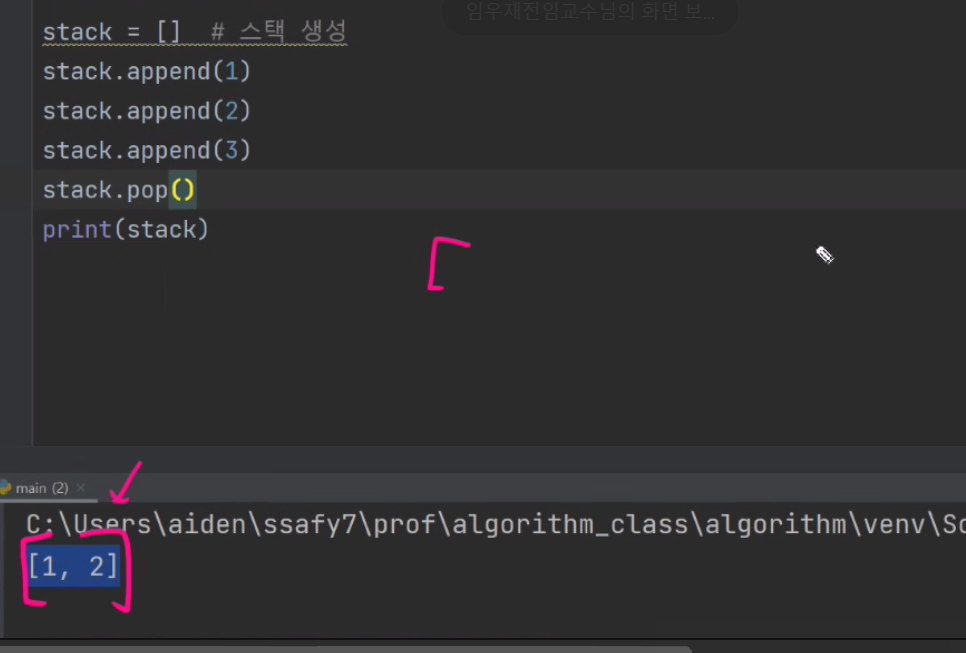 임우재전임교수님의 화면 보...
stack = []  # 스택 생성
stack.append(1)
stack.append(2)
stack.append(3)
stack.pop()
print(stack)
main (2) ×
C:\Users\aiden\ssafy7\prof\algorithm_class\algorithm\venv\Sc
[1, 2]